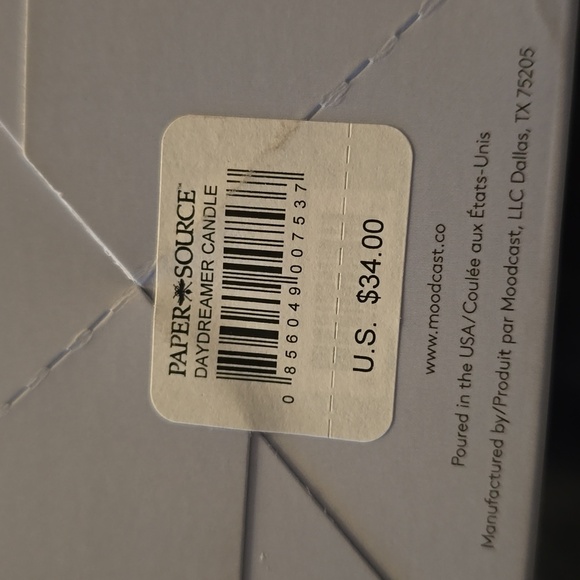 PAPER SOURCE™
DAYDREAMER CANDLE
0 856049 007537
U.S. $34.00
www.moodcast.co
Poured in the USA/Coulée aux États-Unis
Manufactured by/Produit par Moodcast, LLC Dallas, TX 75205